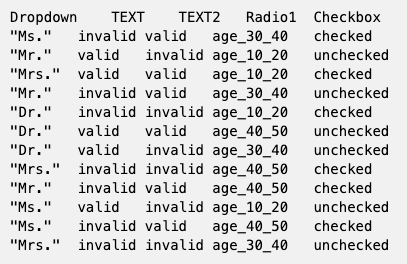 Dropdown    TEXT    TEXT2   Radio1  Checkbox
"Ms."   invalid valid   age_30_40   checked
"Mr."   valid   invalid age_10_20   unchecked
"Mrs."  valid   valid   age_10_20   checked
"Mr."   invalid valid   age_30_40   unchecked
"Dr."   invalid invalid age_10_20   checked
"Dr."   valid   valid   age_40_50   unchecked
"Dr."   valid   invalid age_30_40   unchecked
"Mrs."  invalid invalid age_40_50   checked
"Mr."   invalid valid   age_40_50   checked
"Ms."   valid   invalid age_10_20   unchecked
"Ms."   invalid valid   age_40_50   checked
"Mrs."  invalid invalid age_30_40   unchecked